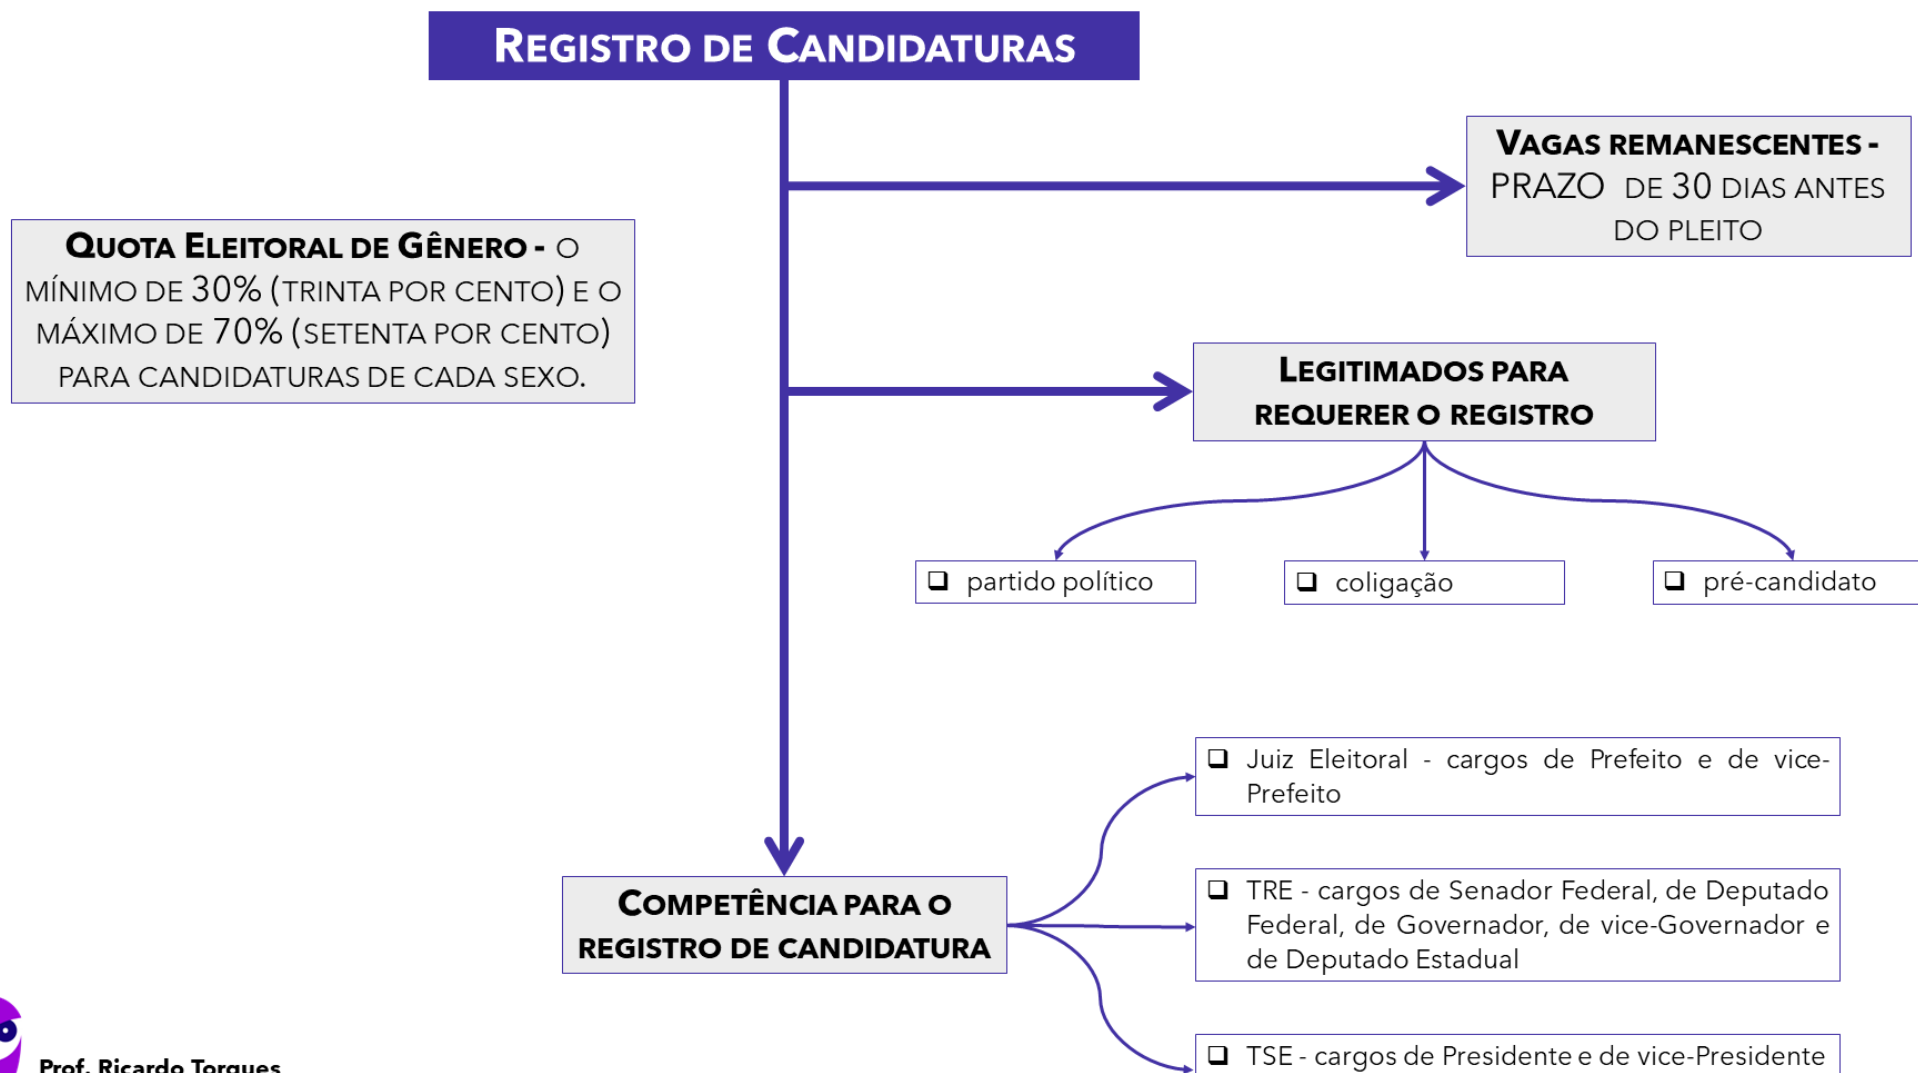 REGISTRO DE CANDIDATURAS
VAGAS REMANESCENTES -
PRAZO DE 30 DIAS ANTES
DO PLEITO
QUOTA ELEITORAL DE GÊNERO - O
MÍNIMO DE 30% (TRINTA POR CENTO) E O
MÁXIMO DE 70% (SETENTA POR CENTO)
PARA CANDIDATURAS DE CADA SEXO.
LEGITIMADOS PARA
REQUERER O REGISTRO
partido político
coligação
pré-candidato
Juiz Eleitoral - cargos de Prefeito e de vice-
Prefeito
COMPETÊNCIA PARA O
REGISTRO DE CANDIDATURA
TRE - cargos de Senador Federal, de Deputado
Federal, de Governador, de vice-Governador e
de Deputado Estadual
TSE - cargos de Presidente e de vice-Presidente
Prof. Ricardo Torques